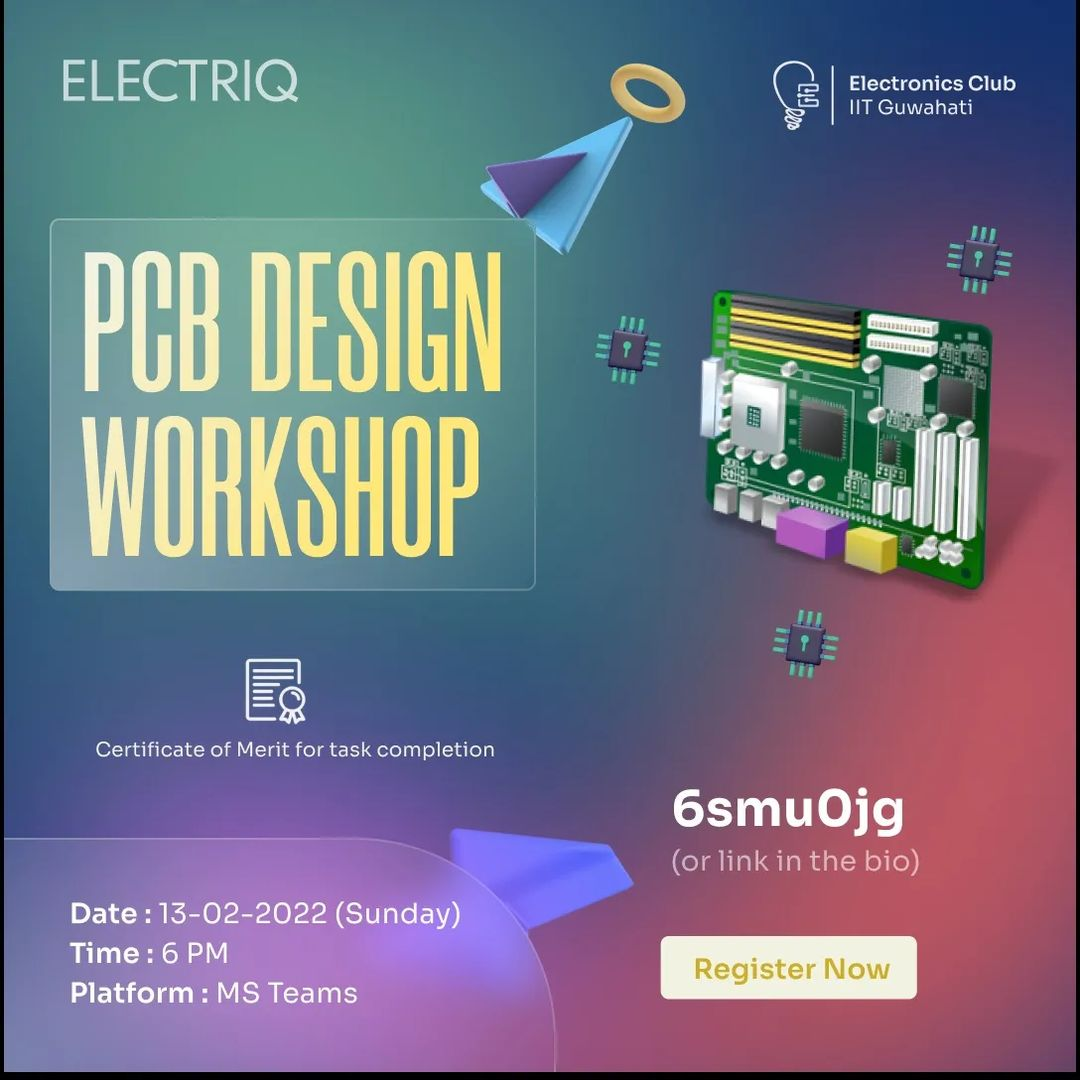 ELECTRIQ
Electronics Club
IIT Guwahati
PCB DESIGN
WORKSHOP
Certificate of Merit for task completion
6smu0jg
(or link in the bio)
Date : 13-02-2022 (Sunday)
Time : 6 PM
Platform : MS Teams
Register Now